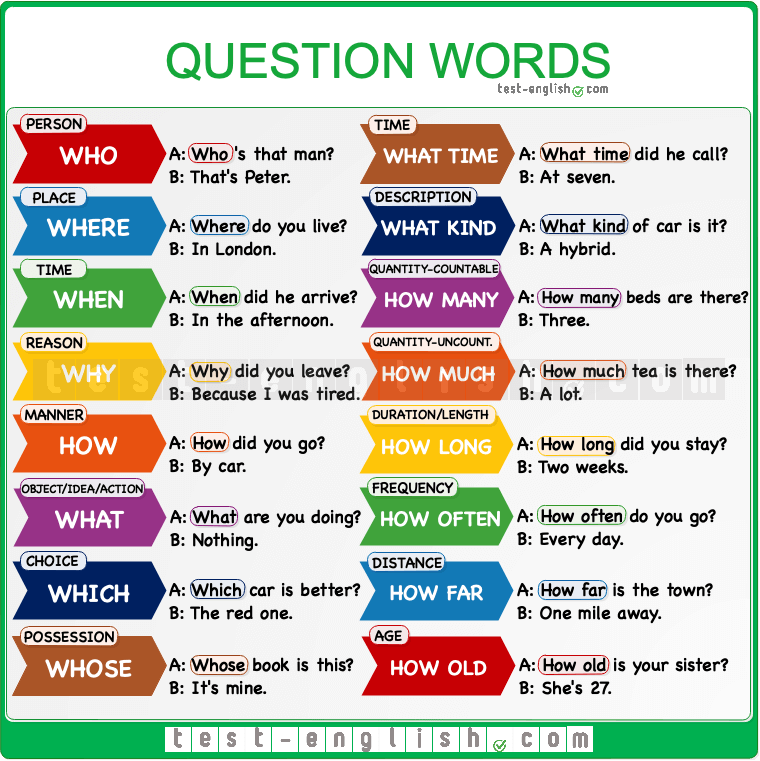 QUESTION WORDS
test-english.com
PERSON
WHO
A: Who's that man?
B: That's Peter.
PLACE
WHERE
A: Where do you live?
B: In London.
TIME
WHEN
A: When did he arrive?
B: In the afternoon.
REASON
WHY
A: Why did you leave?
B: Because I was tired.
MANNER
HOW
A: How did you go?
B: By car.
OBJECT/IDEA/ACTION
WHAT
A: What are you doing?
B: Nothing.
CHOICE
WHICH
A: Which car is better?
B: The red one.
POSSESSION
WHOSE
A: Whose book is this?
B: It's mine.
TIME
WHAT TIME
A: What time did he call?
B: At seven.
DESCRIPTION
WHAT KIND
A: What kind of car is it?
B: A hybrid.
QUANTITY-COUNTABLE
HOW MANY
A: How many beds are there?
B: Three.
QUANTITY-UNCOUNT.
HOW MUCH
A: How much tea is there?
B: A lot.
DURATION/LENGTH
HOW LONG
A: How long did you stay?
B: Two weeks.
FREQUENCY
HOW OFTEN
A: How often do you go?
B: Every day.
DISTANCE
HOW FAR
A: How far is the town?
B: One mile away.
AGE
HOW OLD
A: How old is your sister?
B: She's 27.
test-english.com
test-english.com